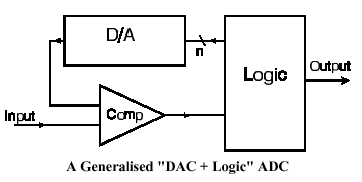 D/A
n
Logic
Output
Input
Comp
A Generalised "DAC + Logic" ADC